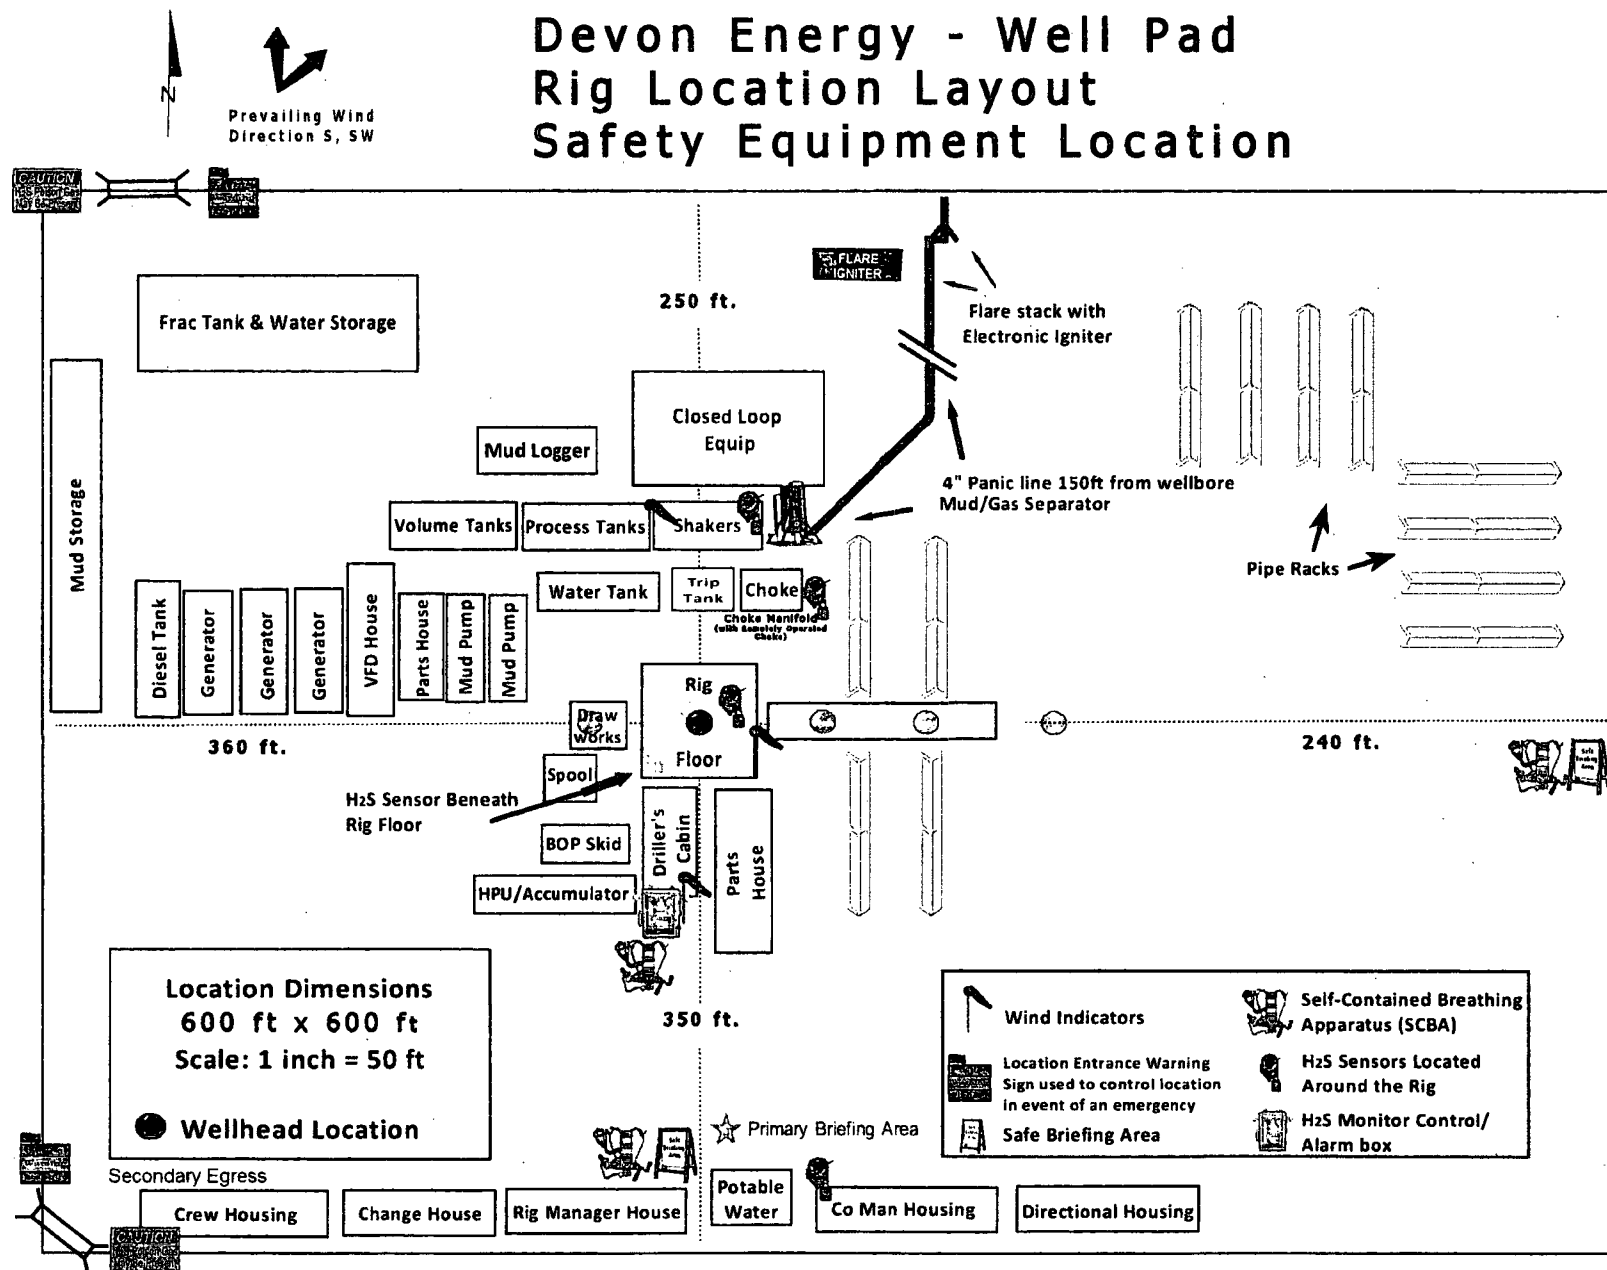 Devon Energy - Well Pad
Rig Location Layout
Safety Equipment Location
N
Prevailing Wind
Direction S, SW
CAUTION
FLARE
IGNITER
Flare stack with
Electronic Igniter
250 ft.
Frac Tank & Water Storage
Closed Loop
Equip
Mud Logger
4" Panic line 150ft from wellbore
Mud/Gas Separator
Mud Storage
Volume Tanks
Process Tanks
Shakers
Pipe Racks
Water Tank
Trip
Tank
Choke
Choke Manifold
(with Remotely Operated
Choke)
Diesel Tank
Generator
Generator
Generator
VFD House
Parts House
Mud Pump
Mud Pump
Rig
Floor
Draw
works
360 ft.
240 ft.
Spool
H2S Sensor Beneath
Rig Floor
Driller's
Cabin
Parts
House
BOP Skid
HPU/Accumulator
Location Dimensions
600 ft x 600 ft
Scale: 1 inch = 50 ft
Wellhead Location
350 ft.
Wind Indicators
Location Entrance Warning
Sign used to control location
in event of an emergency
Safe Briefing Area
Self-Contained Breathing
Apparatus (SCBA)
H2S Sensors Located
Around the Rig
H2S Monitor Control/
Alarm box
Primary Briefing Area
Secondary Egress
Crew Housing
Change House
Rig Manager House
Potable
Water
Co Man Housing
Directional Housing
CAUTION